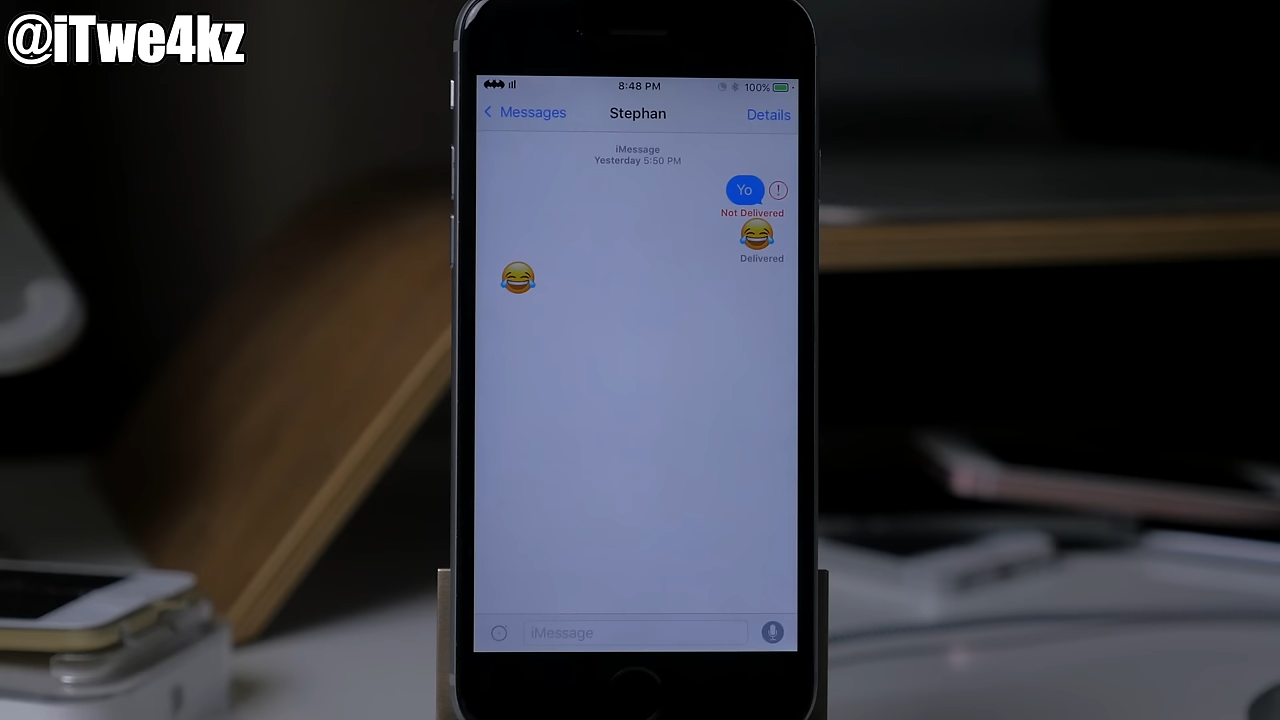 @iTwe4kz
8:48 PM
100%
Messages
Stephan
Details
iMessage
Yesterday 5:50 PM
Yo
!
Not Delivered
😂
Delivered
😂
iMessage